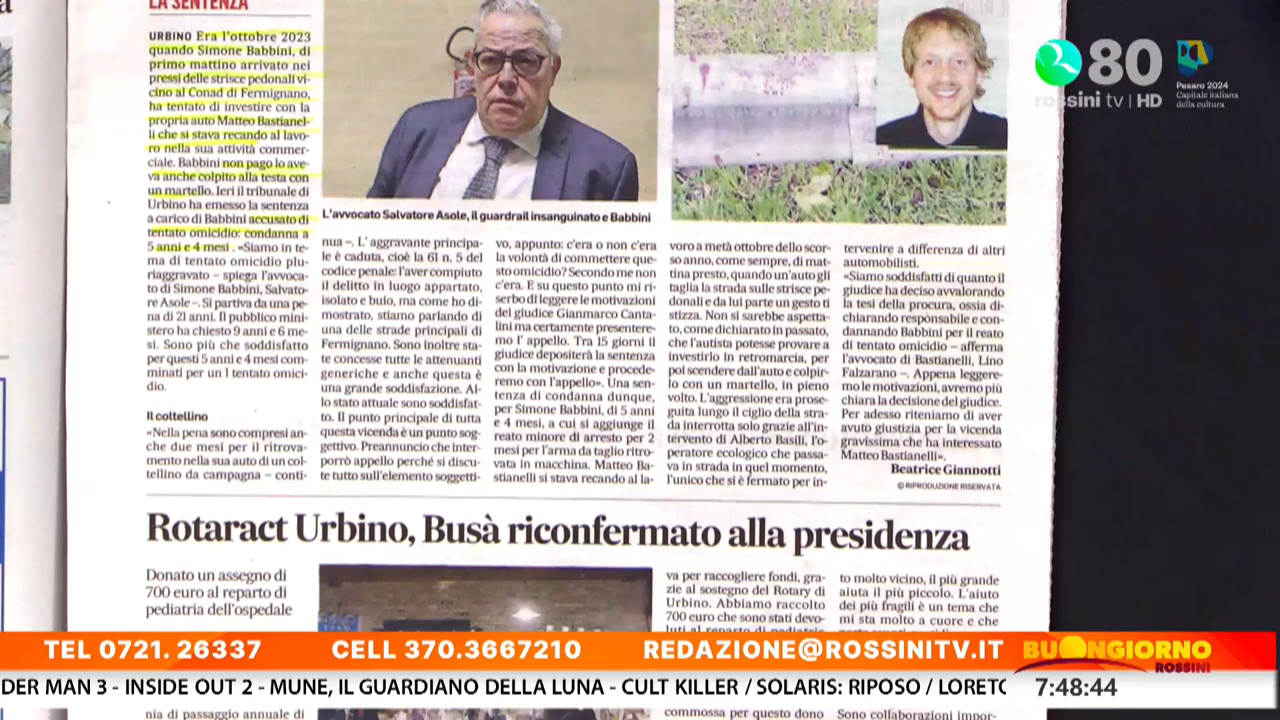 LA SENTENZA
URBINO Era l'ottobre 2023
quando Simone Babbini, di
primo mattino arrivato nei
pressi delle strisce pedonali vi-
cino al Conad di Fermignano,
ha tentato di investire con la
propria auto Matteo Bastianel-
li che si stava recando al lavo-
ro nella sua attività commer-
ciale. Babbini non pago lo ave-
va anche colpito alla testa con
un martello. Ieri il tribunale di
Urbino ha emesso la sentenza
a carico di Babbini accusato di
tentato omicidio: condanna a
5 anni e 4 mesi . «Siamo in te-
ma di tentato omicidio plu-
riaggravato – spiega l'avvoca-
to di Simone Babbini, Salvato-
re Asole –. Si partiva da una pe-
na di 21 anni. Il pubblico mini-
stero ha chiesto 9 anni e 6 me-
si. Sono più che soddisfatto
per questi 5 anni e 4 mesi com-
minati per un l tentato omici-
dio.
Il coltellino
«Nella pena sono compresi an-
che due mesi per il ritrova-
mento nella sua auto di un col-
tellino da campagna – conti-
L'avvocato Salvatore Asole, il guardrail insanguinato e Babbini
nua –. L' aggravante principa-
le è caduta, cioè la 61 n. 5 del
codice penale: l'aver compiuto
il delitto in luogo appartato,
isolato e buio, ma come ho di-
mostrato, stiamo parlando di
una delle strade principali di
Fermignano. Sono inoltre sta-
te concesse tutte le attenuanti
generiche e anche questa è
una grande soddisfazione. Al-
lo stato attuale sono soddisfat-
to. Il punto principale di tutta
questa vicenda è un punto sog-
gettivo. Preannuncio che inter-
porrò appello perché si discu-
te tutto sull'elemento soggetti-
vo, appunto: c'era o non c'era
la volontà di commettere que-
sto omicidio? Secondo me non
c'era. E su questo punto mi ri-
serbo di leggere le motivazioni
del giudice Gianmarco Canta-
lini ma certamente presentere-
mo l' appello. Tra 15 giorni il
giudice depositerà la sentenza
con la motivazione e procede-
remo con l'appello». Una sen-
tenza di condanna dunque,
per Simone Babbini, di 5 anni
e 4 mesi, a cui si aggiunge il
reato minore di arresto per 2
mesi per l'arma da taglio ritro-
vata in macchina. Matteo Ba-
stianelli si stava recando al la-
voro a metà ottobre dello scor-
so anno, come sempre, di mat-
tina presto, quando un'auto gli
taglia la strada sulle strisce pe-
donali e da lui parte un gesto ti
stizza. Non si sarebbe aspetta-
to, come dichiarato in passato,
che l'autista potesse provare a
investirlo in retromarcia, per
poi scendere dall'auto e colpir-
lo con un martello, in pieno
volto. L'aggressione era prose-
guita lungo il ciglio della stra-
da interrotta solo grazie all'in-
tervento di Alberto Basili, l'o-
peratore ecologico che passa-
va in strada in quel momento,
l'unico che si è fermato per in-
tervenire a differenza di altri
automobilisti.
«Siamo soddisfatti di quanto il
giudice ha deciso avvalorando
la tesi della procura, ossia di-
chiarando responsabile e con-
dannando Babbini per il reato
di tentato omicidio – afferma
l'avvocato di Bastianelli, Lino
Falzarano –. Appena leggere-
mo le motivazioni, avremo più
chiara la decisione del giudice.
Per adesso riteniamo di aver
avuto giustizia per la vicenda
gravissima che ha interessato
Matteo Bastianelli».
Beatrice Giannotti
© RIPRODUZIONE RISERVATA
Rotaract Urbino, Busà riconfermato alla presidenza
Donato un assegno di
700 euro al reparto di
pediatria dell'ospedale
va per raccogliere fondi, gra-
zie al sostegno del Rotary di
Urbino. Abbiamo raccolto
700 euro che sono stati devo-
luti al reparto di pediatria
to molto vicino, il più grande
aiuta il più piccolo. L'aiuto
dei più fragili è un tema che
mi sta molto a cuore e che
80
rossini tv | HD
Pesaro 2024
Capitale italiana
della cultura
TEL 0721. 26337 CELL 370.3667210 REDAZIONE@ROSSINITV.IT
BUONGIORNO
ROSSINI
DER MAN 3 - INSIDE OUT 2 - MUNE, IL GUARDIANO DELLA LUNA - CULT KILLER / SOLARIS: RIPOSO / LORETO
7:48:44
nia di passaggio annuale di
commossa per questo dono
Sono collaborazioni impor-